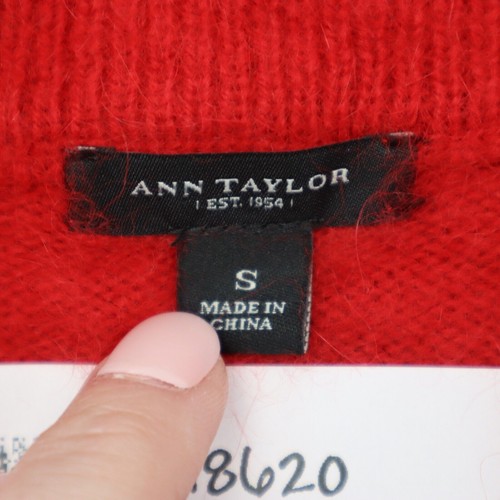 ANN TAYLOR
EST. 1954
S
MADE IN
CHINA
8620